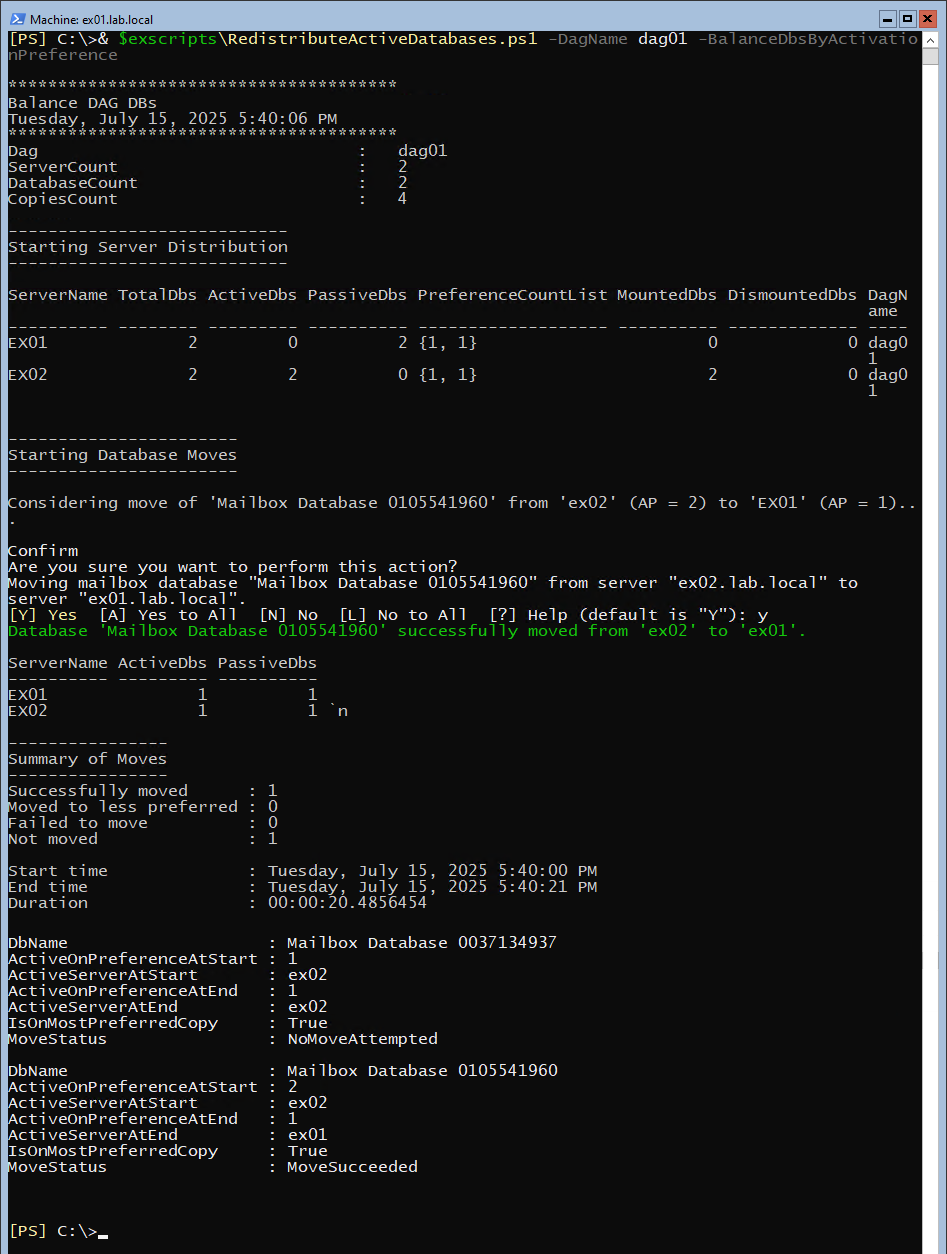 Machine: ex01.lab.local
[PS] C:\>& $exscripts\RedistributeActiveDatabases.ps1 -DagName dag01 -BalanceDbsByActivatio
nPreference
***************************************
Balance DAG DBs
Tuesday, July 15, 2025 5:40:06 PM
***************************************
Dag                                :   dag01
ServerCount                        :   2
DatabaseCount                      :   2
CopiesCount                        :   4
----------------------------
Starting Server Distribution
----------------------------
ServerName TotalDbs ActiveDbs PassiveDbs PreferenceCountList MountedDbs DismountedDbs DagN
                                                                                      ame
---------- -------- --------- ---------- ------------------- ---------- ------------- ----
EX01              2         0          2 {1, 1}                       0             0 dag0
                                                                                      1
EX02              2         2          0 {1, 1}                       2             0 dag0
                                                                                      1
-----------------------
Starting Database Moves
-----------------------
Considering move of 'Mailbox Database 0105541960' from 'ex02' (AP = 2) to 'EX01' (AP = 1)..
.
Confirm
Are you sure you want to perform this action?
Moving mailbox database "Mailbox Database 0105541960" from server "ex02.lab.local" to
server "ex01.lab.local".
[Y] Yes  [A] Yes to All  [N] No  [L] No to All  [?] Help (default is "Y"): y
Database 'Mailbox Database 0105541960' successfully moved from 'ex02' to 'ex01'.
ServerName ActiveDbs PassiveDbs
---------- --------- ----------
EX01               1          1
EX02               1          1 `n
----------------
Summary of Moves
----------------
Successfully moved      : 1
Moved to less preferred : 0
Failed to move          : 0
Not moved               : 1
Start time              : Tuesday, July 15, 2025 5:40:00 PM
End time                : Tuesday, July 15, 2025 5:40:21 PM
Duration                : 00:00:20.4856454
DbName                    : Mailbox Database 0037134937
ActiveOnPreferenceAtStart : 1
ActiveServerAtStart       : ex02
ActiveOnPreferenceAtEnd   : 1
ActiveServerAtEnd         : ex02
IsOnMostPreferredCopy     : True
MoveStatus                : NoMoveAttempted
DbName                    : Mailbox Database 0105541960
ActiveOnPreferenceAtStart : 2
ActiveServerAtStart       : ex02
ActiveOnPreferenceAtEnd   : 1
ActiveServerAtEnd         : ex01
IsOnMostPreferredCopy     : True
MoveStatus                : MoveSucceeded
[PS] C:\>